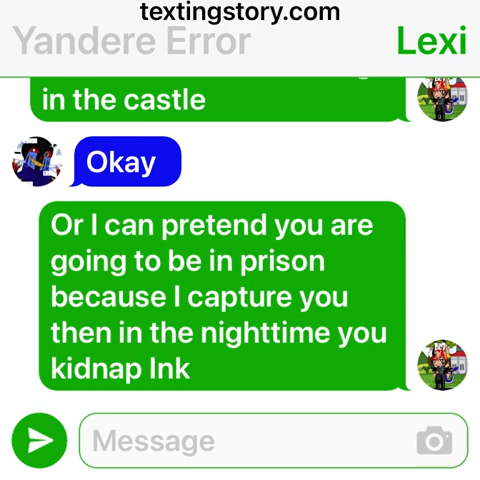 textingstory.com
Yandere Error
Lexi
in the castle
Okay
Or I can pretend you are
going to be in prison
because I capture you
then in the nighttime you
kidnap Ink
Message